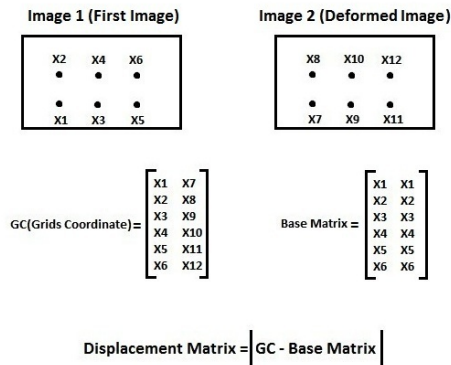 Image 1 (First Image)
Image 2 (Deformed Image)
X2 X4 X6
X1 X3 X5
X8 X10 X12
X7 X9 X11
GC(Grids Coordinate)=
X1 X7
X2 X8
X3 X9
X4 X10
X5 X11
X6 X12
Base Matrix =
X1 X1
X2 X2
X3 X3
X4 X4
X5 X5
X6 X6
Displacement Matrix = |GC - Base Matrix|